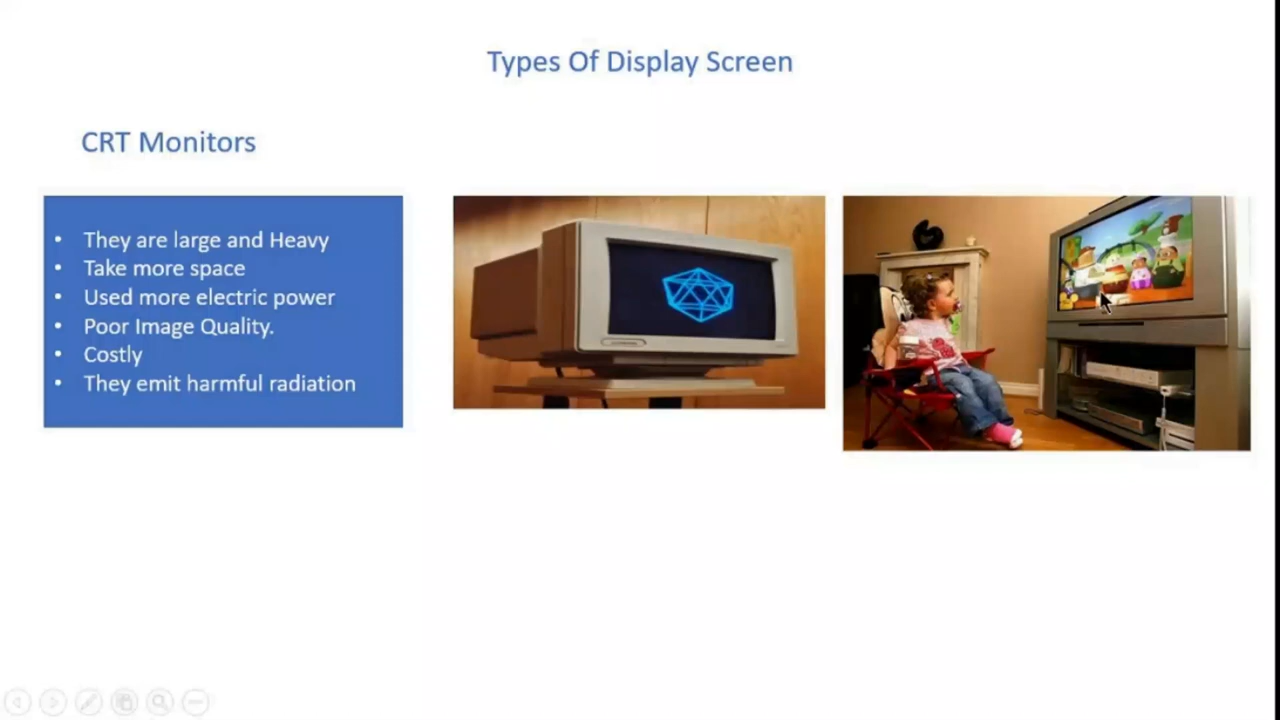 Types Of Display Screen
CRT Monitors
• They are large and Heavy
• Take more space
• Used more electric power
• Poor Image Quality.
• Costly
• They emit harmful radiation